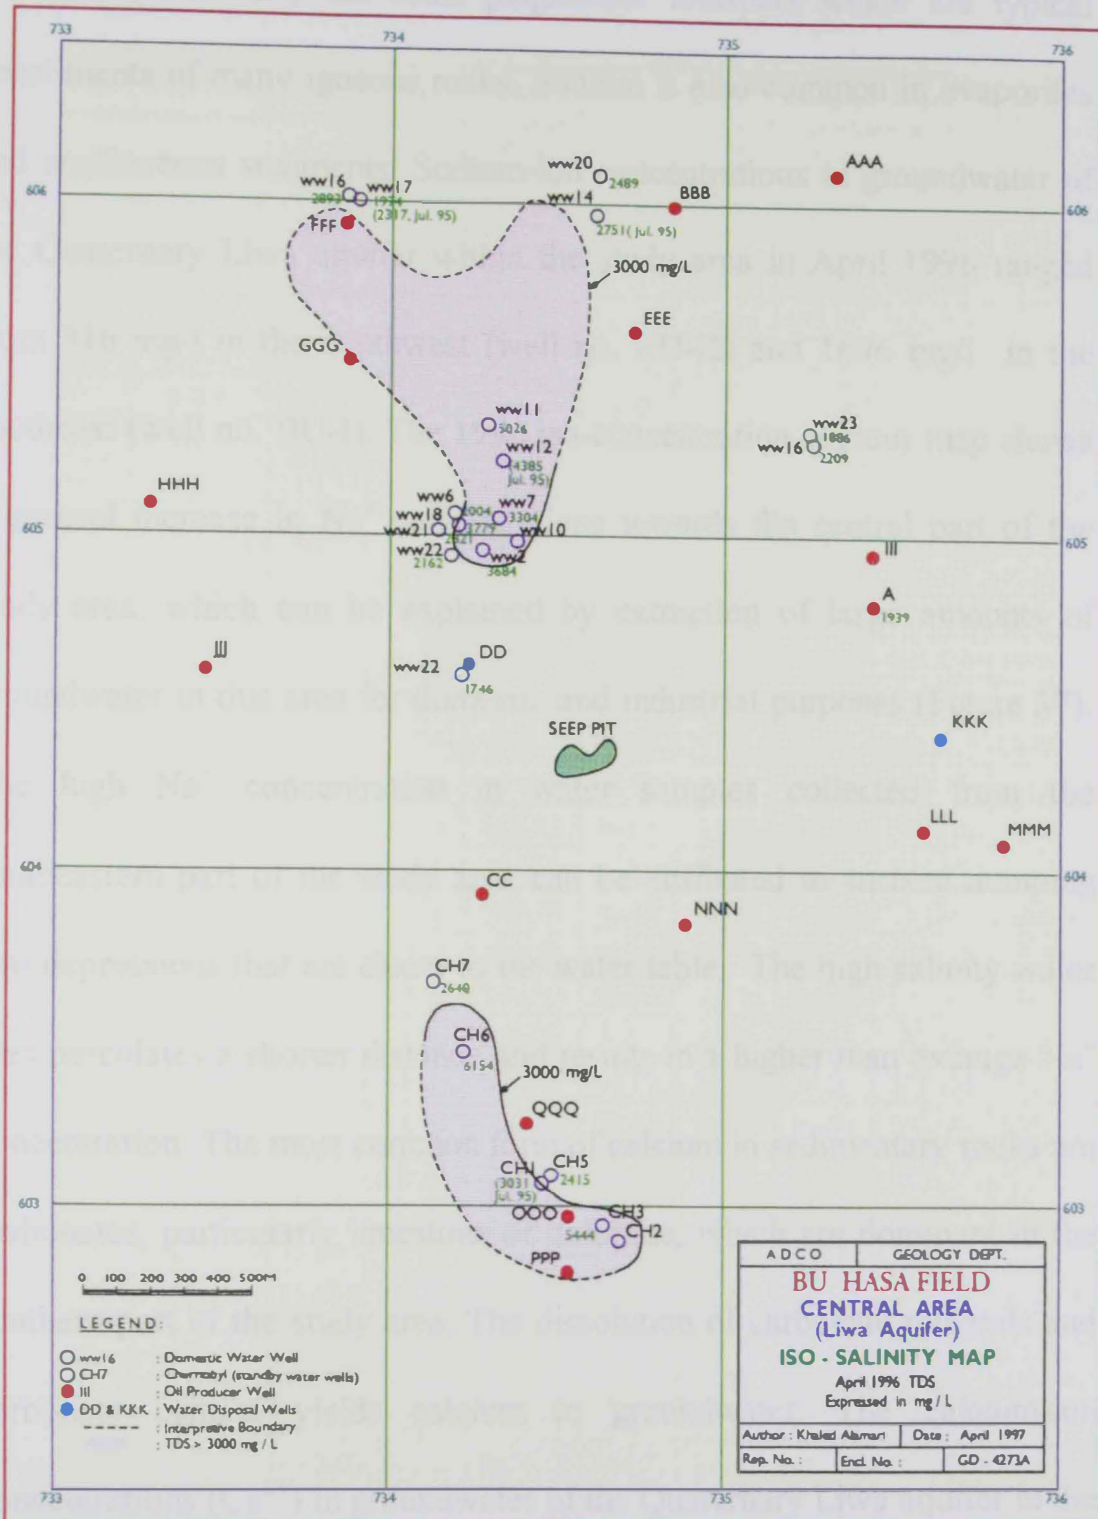 733
734
735
736
606
606
ww16
2893
ww17
1974
(2317, Jul. 95)
FFF
ww20
2489
ww14
2751( Jul. 95)
AAA
BBB
3000 mg/L
EEE
GGG
ww11
5026
ww12
(4385
Jul. 95)
ww23
1886
ww16
2209
HHH
ww6
2004
ww7
3304
ww18
ww21
2321
ww10
ww22
2162
ww2
3684
605
605
III
A
1939
JJJ
ww22
DD
1746
SEEP PIT
KKK
LLL
MMM
604
604
CC
NNN
CH7
2640
CH6
6154
3000 mg/L
QQQ
CH5
2415
CH1
(3031
Jul. 95)
603
603
OOO
CH3
5444
CH2
PPP
0 100 200 300 400 500M
LEGEND:
ww16 : Domestic Water Well
CH7 : Chernobyl (standby water wells)
III : Oil Producer Well
DD & KKK : Water Disposal Wells
: Interpretive Boundary
: TDS > 3000 mg / L
ADCO GEOLOGY DEPT.
BU HASA FIELD
CENTRAL AREA
(Liwa Aquifer)
ISO - SALINITY MAP
April 1996 TDS
Expressed in mg / L
Author : Khaled Date : April 1997
Rep. No. : Encl. No. : GD - 4273A
733
734
735
736